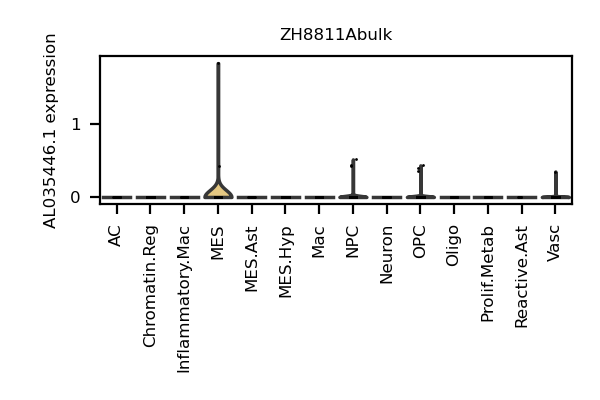 ZH8811Abulk
AL035446.1 expression
1
0
AC
Chromatin.Reg
Inflammatory.Mac
MES
MES.Ast
MES.Hyp
Mac
NPC
Neuron
OPC
Oligo
Prolif.Metab
Reactive.Ast
Vasc